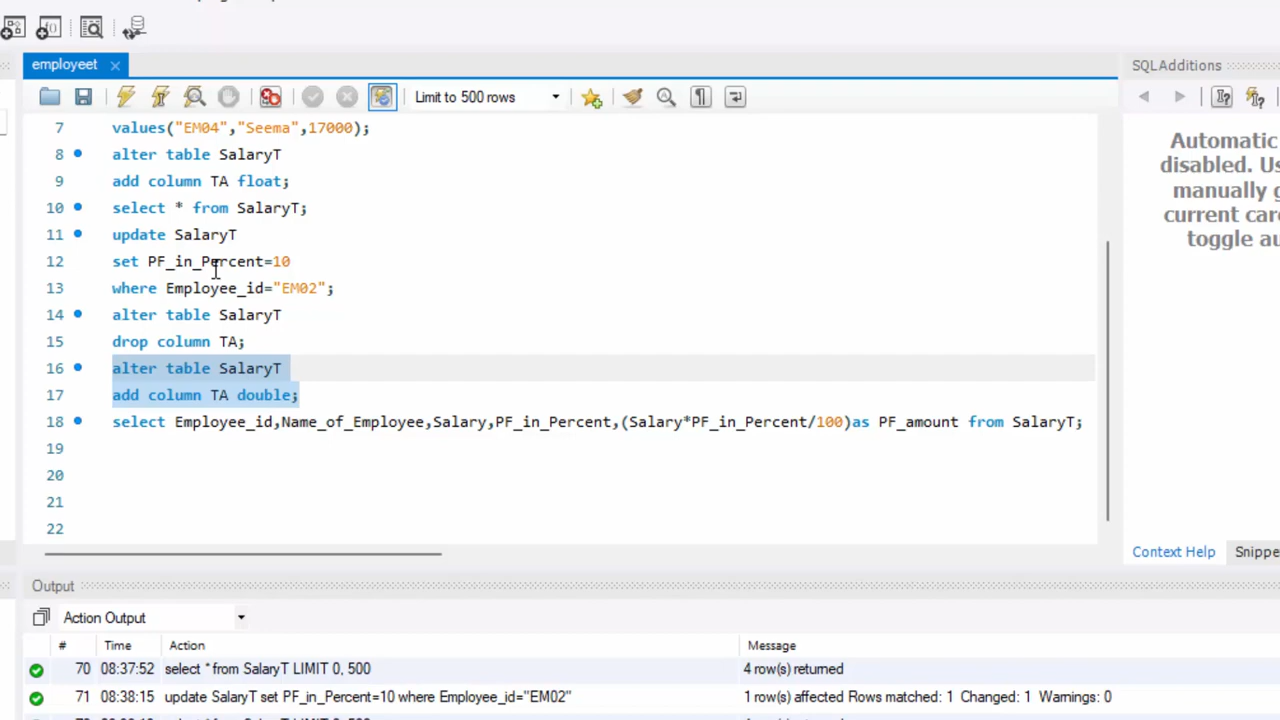 employeet
SQLAdditions
Limit to 500 rows
7 values("EM04","Seema",17000);
8 alter table SalaryT
9 add column TA float;
10 select * from SalaryT;
11 update SalaryT
12 set PF_in_Percent=10
13 where Employee_id="EM02";
14 alter table SalaryT
15 drop column TA;
16 alter table SalaryT
17 add column TA double;
18 select Employee_id,Name_of_Employee,Salary,PF_in_Percent,(Salary*PF_in_Percent/100)as PF_amount from SalaryT;
19
20
21
22
Automatic
disabled. Us
manually g
current care
toggle au
Context Help Snippe
Output
Action Output
# Time Action Message
70 08:37:52 select * from SalaryT LIMIT 0, 500 4 row(s) returned
71 08:38:15 update SalaryT set PF_in_Percent=10 where Employee_id="EM02" 1 row(s) affected Rows matched: 1 Changed: 1 Warnings: 0